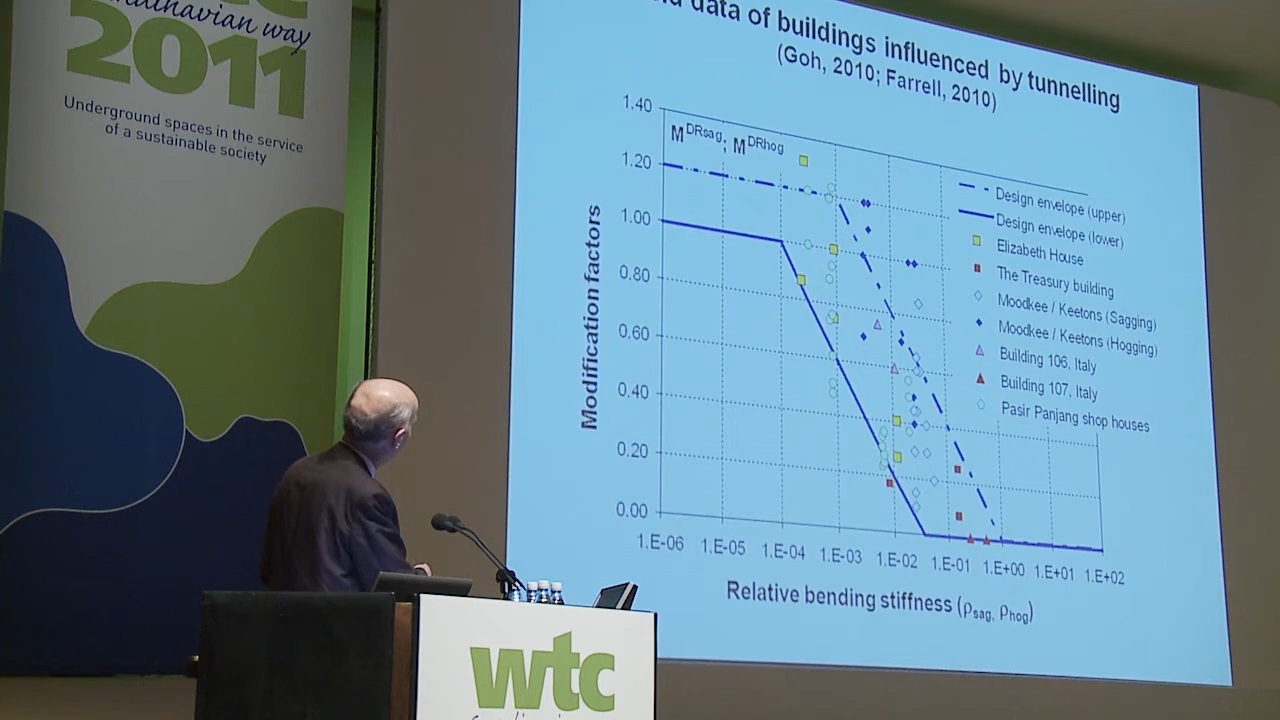 scandinavian way
2011
Underground spaces in the service
of a sustainable society
data of buildings influenced by tunnelling
(Goh, 2010; Farrell, 2010)
1.40
1.20
1.00
0.80
0.60
0.40
0.20
0.00
Modification factors
MDRsag; MDRhog
Design envelope (upper)
Design envelope (lower)
Elizabeth House
The Treasury building
Moodkee / Keetons (Sagging)
Moodkee / Keetons (Hogging)
Building 106, Italy
Building 107, Italy
Pasir Panjang shop houses
1.E-06 1.E-05 1.E-04 1.E-03 1.E-02 1.E-01 1.E+00 1.E+01 1.E+02
Relative bending stiffness (ρsag, ρhog)
wtc